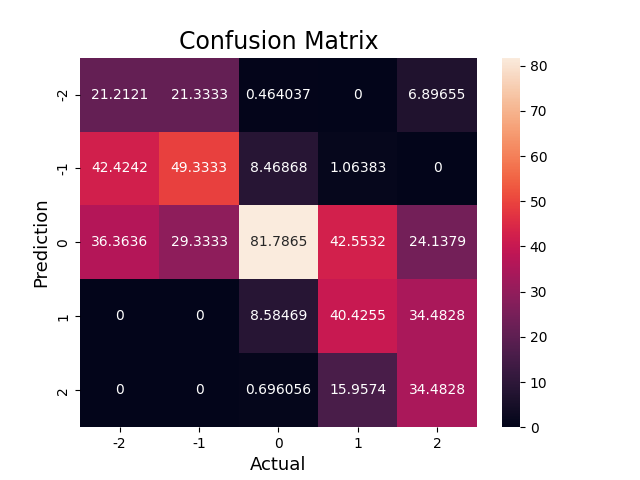 Confusion Matrix
-2 21.2121 21.3333 0.464037 0 6.89655
-1 42.4242 49.3333 8.46868 1.06383 0
0 36.3636 29.3333 81.7865 42.5532 24.1379
1 0 0 8.58469 40.4255 34.4828
2 0 0 0.696056 15.9574 34.4828
-2 -1 0 1 2
Actual
Prediction
80
70
60
50
40
30
20
10
0